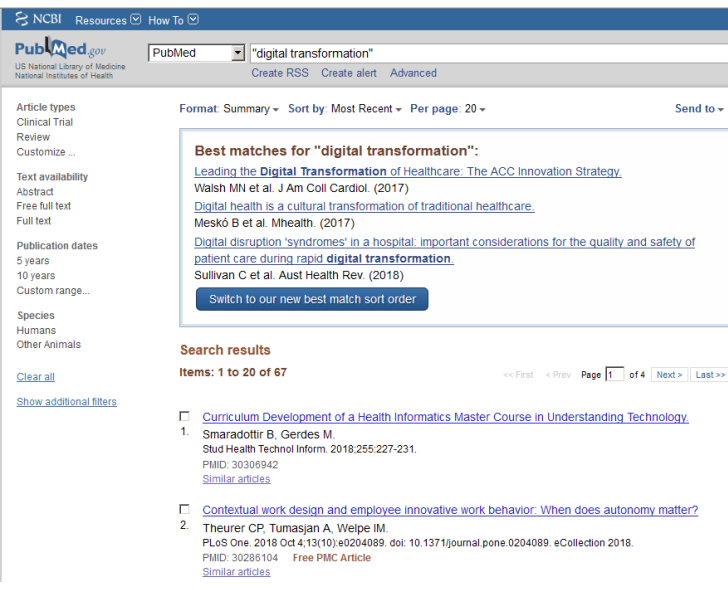 NCBI Resources How To
PubMed.gov
US National Library of Medicine
National Institutes of Health
PubMed
"digital transformation"
Create RSS Create alert Advanced
Article types
Clinical Trial
Review
Customize ...
Text availability
Abstract
Free full text
Full text
Publication dates
5 years
10 years
Custom range...
Species
Humans
Other Animals
Clear all
Show additional filters
Format: Summary Sort by: Most Recent Per page: 20 Send to
Best matches for "digital transformation":
Leading the Digital Transformation of Healthcare: The ACC Innovation Strategy.
Walsh MN et al. J Am Coll Cardiol. (2017)
Digital health is a cultural transformation of traditional healthcare.
Meskó B et al. Mhealth. (2017)
Digital disruption 'syndromes' in a hospital: important considerations for the quality and safety of
patient care during rapid digital transformation.
Sullivan C et al. Aust Health Rev. (2018)
Switch to our new best match sort order
Search results
Items: 1 to 20 of 67
<< First < Prev Page 1 of 4 Next > Last >>
Curriculum Development of a Health Informatics Master Course in Understanding Technology.
1. Smaradottir B, Gerdes M.
Stud Health Technol Inform. 2018;255:227-231.
PMID: 30306942
Similar articles
Contextual work design and employee innovative work behavior: When does autonomy matter?
2. Theurer CP, Tumasjan A, Welpe IM.
PLoS One. 2018 Oct 4;13(10):e0204089. doi: 10.1371/journal.pone.0204089. eCollection 2018.
PMID: 30286104 Free PMC Article
Similar articles